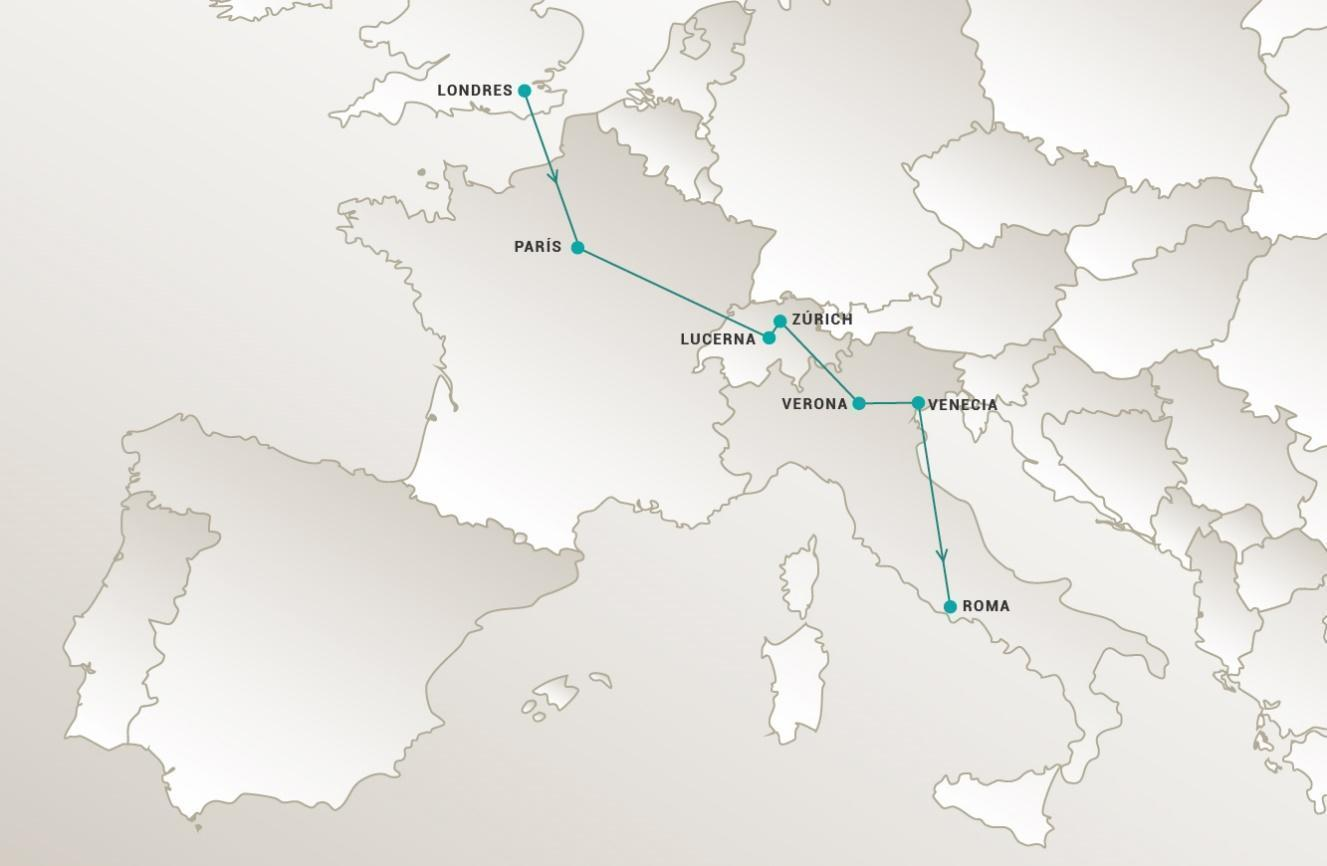 LONDRES
PARÍS
ZÚRICH
LUCERNA
VERONA
VENECIA
ROMA